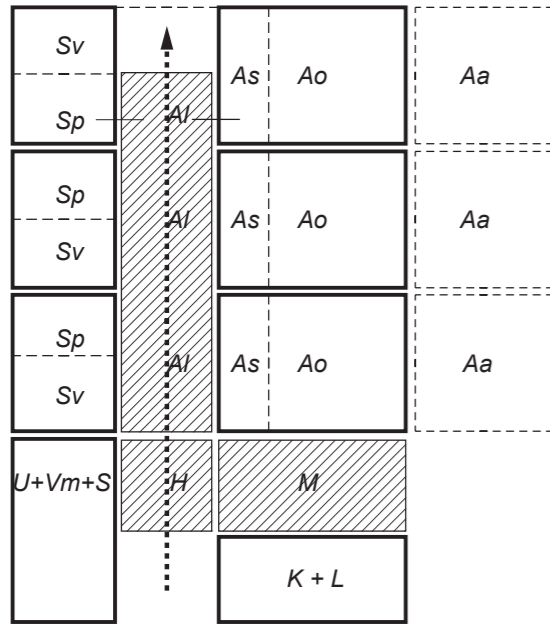 Sv As Ao Aa
Sp Al
Sp Al As Ao Aa
Sv
Sp Al As Ao Aa
Sv
U+Vm+S H M
K + L